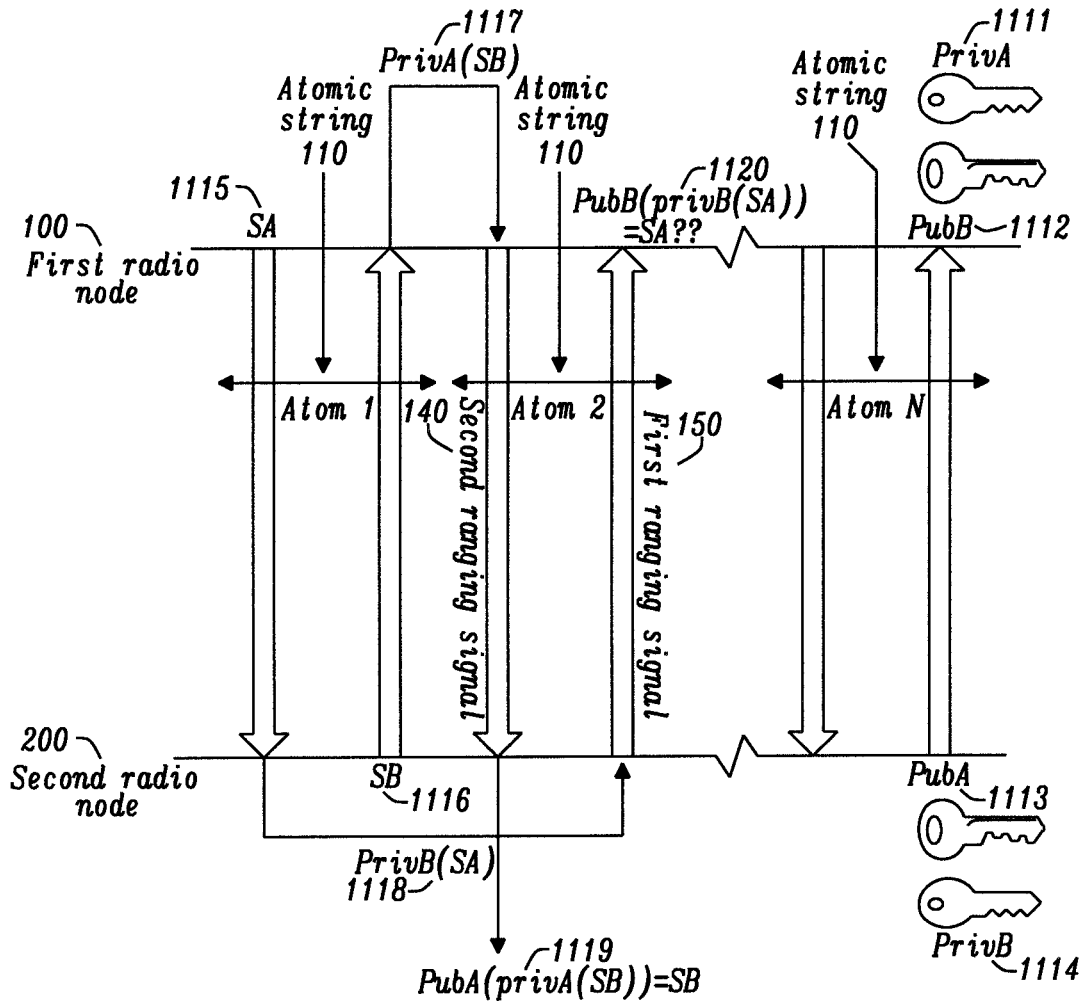 1117
PrivA(SB)
1111
PrivA
Atomic
string
110
Atomic
string
110
Atomic
string
110
1115
SA
1120
PubB(privB(SA))
=SA??
PubB
1112
100
First radio
node
Atom 1
140
Second ranging signal
Atom 2
First ranging signal
150
Atom N
200
Second radio
node
SB
1116
PubA
1113
PrivB(SA)
1118
PrivB
1114
1119
PubA(privA(SB))=SB